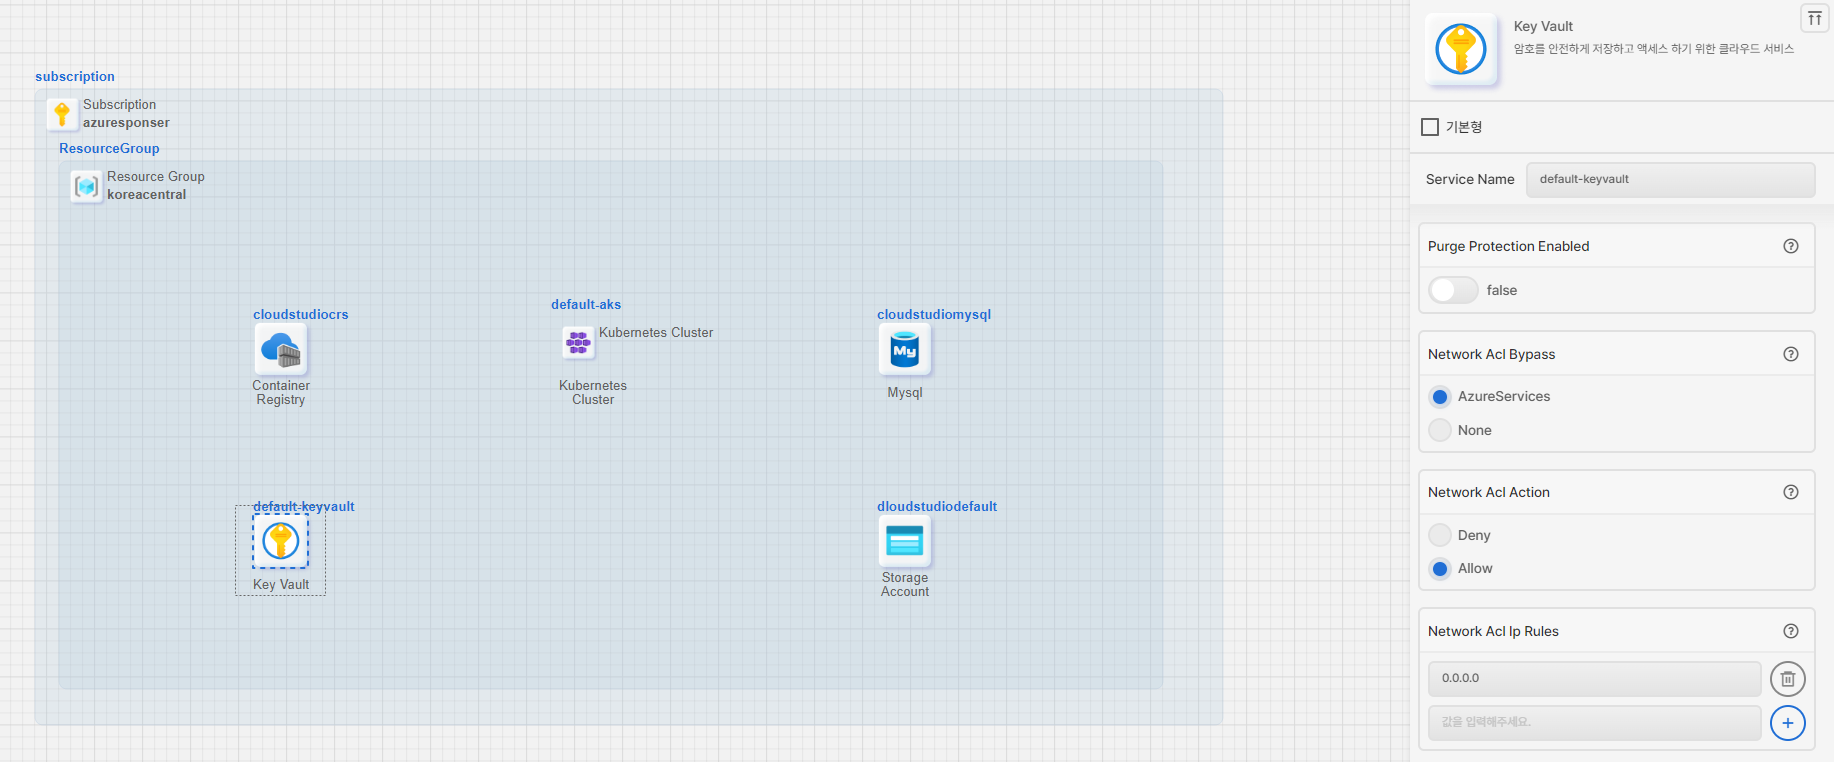 subscription
Subscription
azuresponser
ResourceGroup
Resource Group
koreacentral
cloudstudiocrs
Container
Registry
default-aks
Kubernetes Cluster
Kubernetes
Cluster
cloudstudiomysql
My
Mysql
default-keyvault
Key Vault
dloudstudiodefault
Storage
Account
Key Vault
암호를 안전하게 저장하고 액세스 하기 위한 클라우드 서비스
기본형
Service Name
default-keyvault
Purge Protection Enabled
?
false
Network Acl Bypass
?
AzureServices
None
Network Acl Action
?
Deny
Allow
Network Acl Ip Rules
?
0.0.0.0
값을 입력해주세요.
+